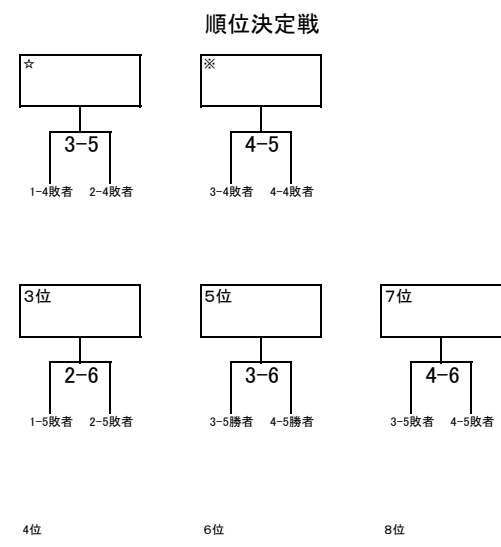 順位決定戦
☆ ※
3-5 4-5
1-4敗者 2-4敗者 3-4敗者 4-4敗者
3位 5位 7位
2-6 3-6 4-6
1-5敗者 2-5敗者 3-5勝者 4-5勝者 3-5敗者 4-5敗者
4位 6位 8位